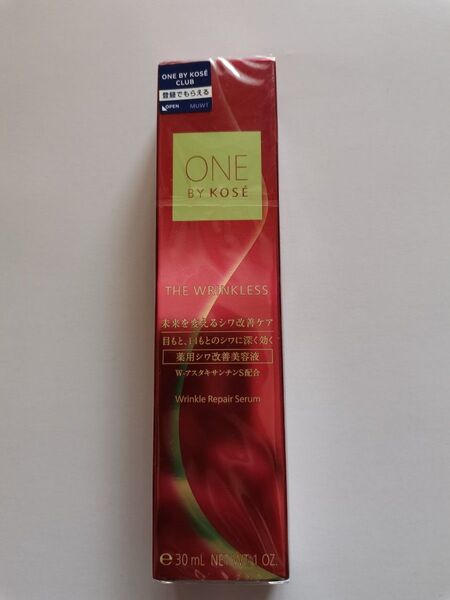 ONE BY KOSÉ
CLUB
登録でもらえる
OPEN MUWT
ONE
BY KOSÉ
THE WRINKLESS
未来を変えるシワ改善ケア
目もと、口もとのシワに深く効く
薬用シワ改善美容液
W-アスタキサンチンS配合
Wrinkle Repair Serum
℮ 30 mL NET WT. 1 OZ.